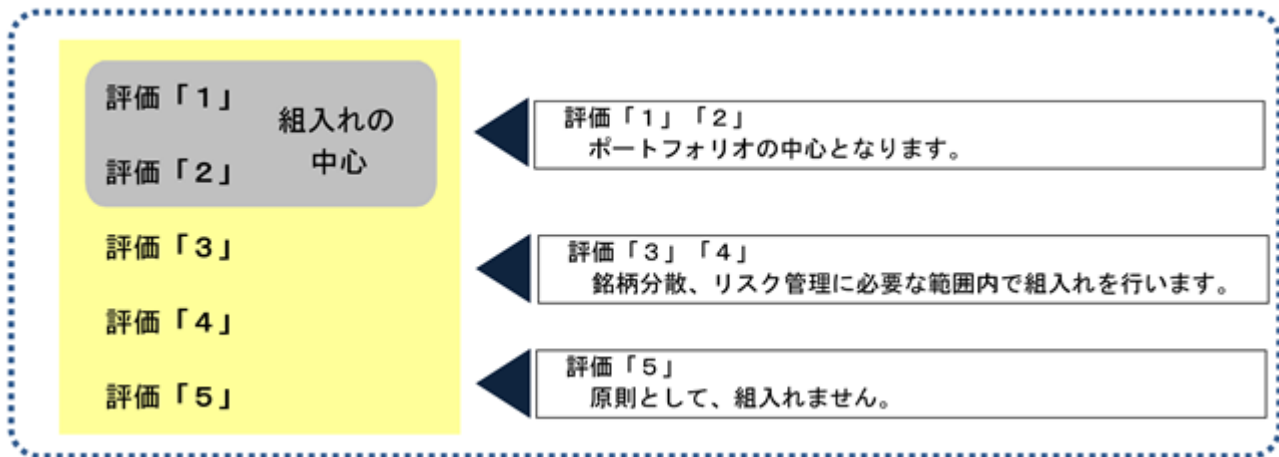 評価「１」
組入れの
中心
評価「２」
評価「３」
評価「４」
評価「５」
評価「１」「２」
ポートフォリオの中心となります。
評価「３」「４」
銘柄分散、リスク管理に必要な範囲内で組入れを行います。
評価「５」
原則として、組入れません。